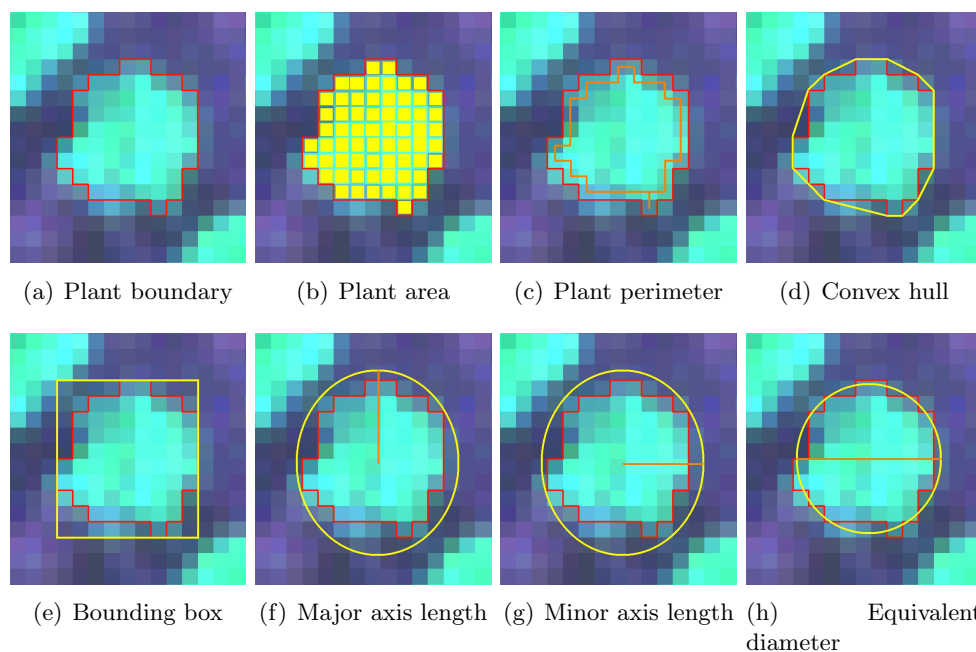 (a) Plant boundary
(b) Plant area
(c) Plant perimeter
(d) Convex hull
(e) Bounding box
(f) Major axis length
(g) Minor axis length
(h) Equivalent
diameter